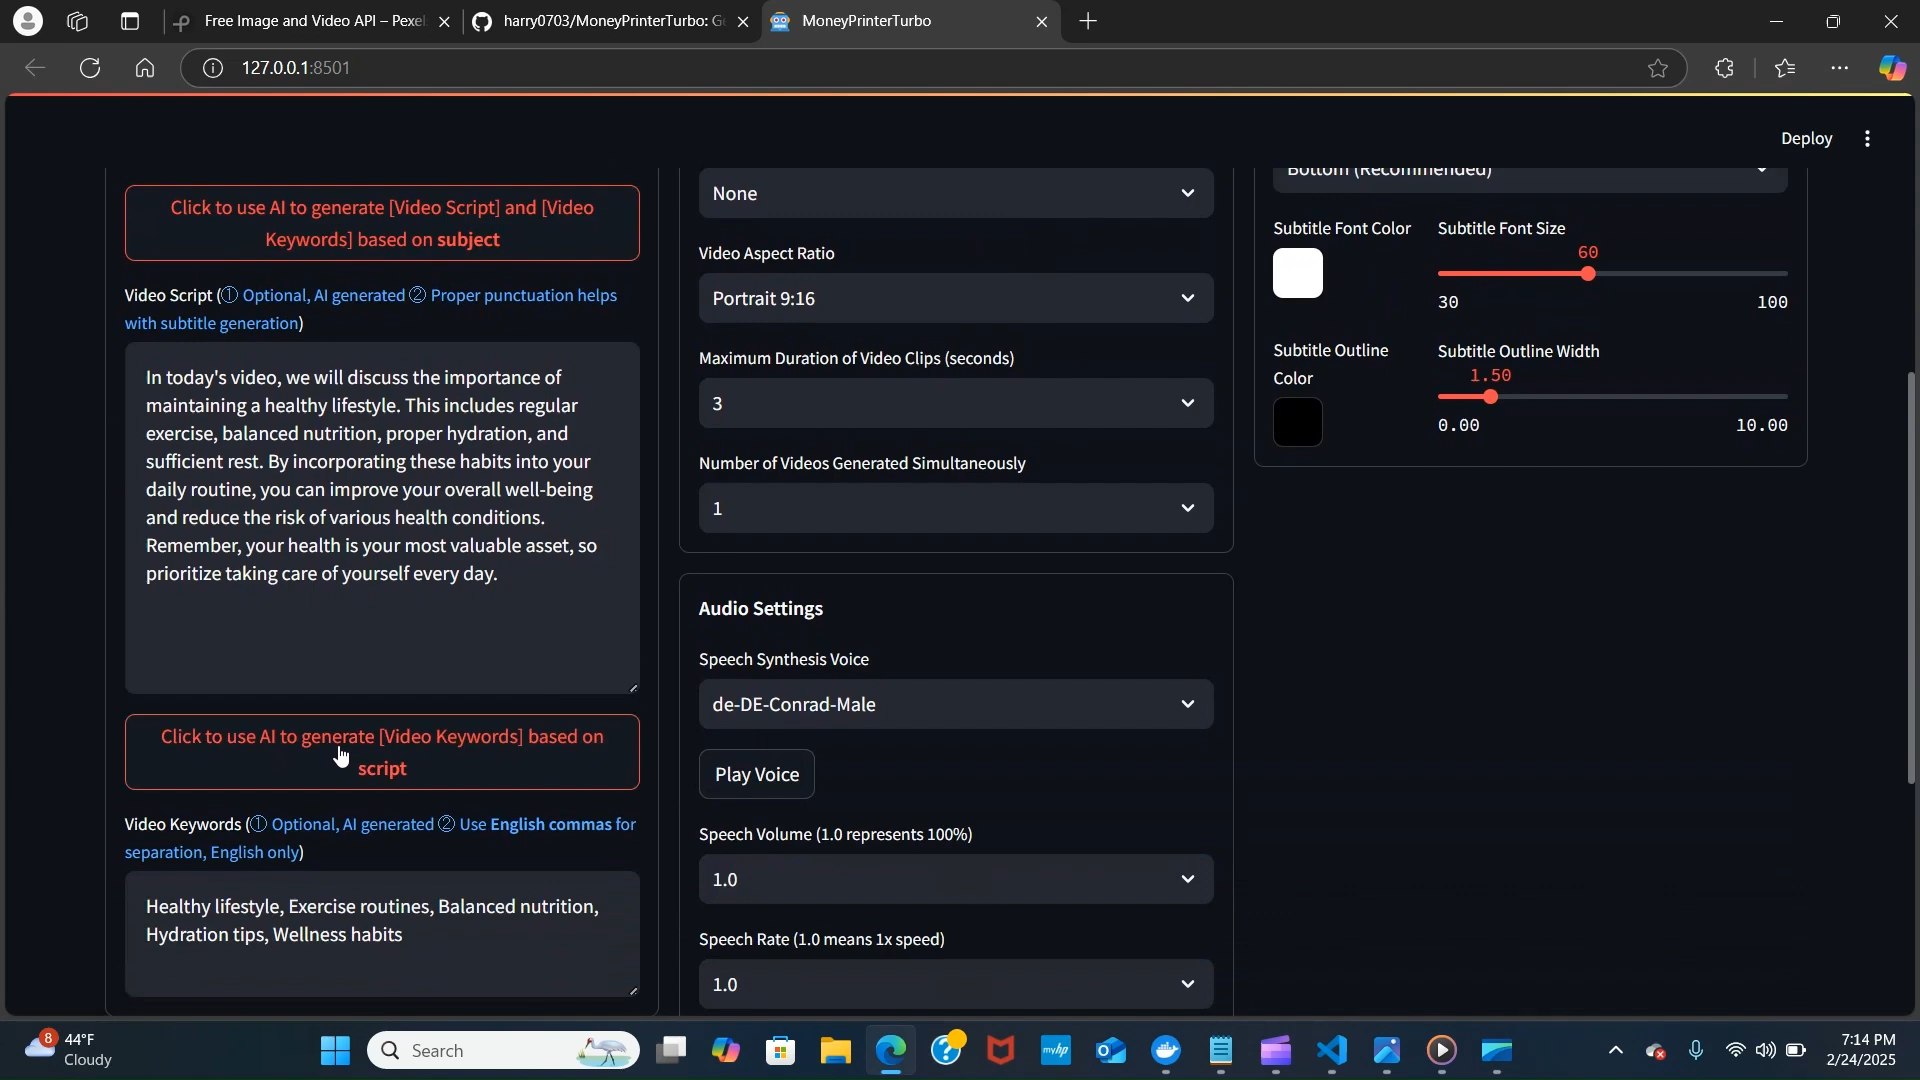 Free Image and Video API – Pexel
harry0703/MoneyPrinterTurbo: G
MoneyPrinterTurbo
127.0.0.1:8501
Deploy
Click to use AI to generate [Video Script] and [Video
Keywords] based on subject
Video Script (① Optional, AI generated ② Proper punctuation helps
with subtitle generation)
In today's video, we will discuss the importance of
maintaining a healthy lifestyle. This includes regular
exercise, balanced nutrition, proper hydration, and
sufficient rest. By incorporating these habits into your
daily routine, you can improve your overall well-being
and reduce the risk of various health conditions.
Remember, your health is your most valuable asset, so
prioritize taking care of yourself every day.
Click to use AI to generate [Video Keywords] based on
script
Video Keywords (① Optional, AI generated ② Use English commas for
separation, English only)
Healthy lifestyle, Exercise routines, Balanced nutrition,
Hydration tips, Wellness habits
None
Video Aspect Ratio
Portrait 9:16
Maximum Duration of Video Clips (seconds)
3
Number of Videos Generated Simultaneously
1
Audio Settings
Speech Synthesis Voice
de-DE-Conrad-Male
Play Voice
Speech Volume (1.0 represents 100%)
1.0
Speech Rate (1.0 means 1x speed)
1.0
Bottom (Recommended)
Subtitle Font Color
Subtitle Font Size
60
30
100
Subtitle Outline
Color
Subtitle Outline Width
1.50
0.00
10.00
8
44°F
Cloudy
Search
myhp
7:14 PM
2/24/2025